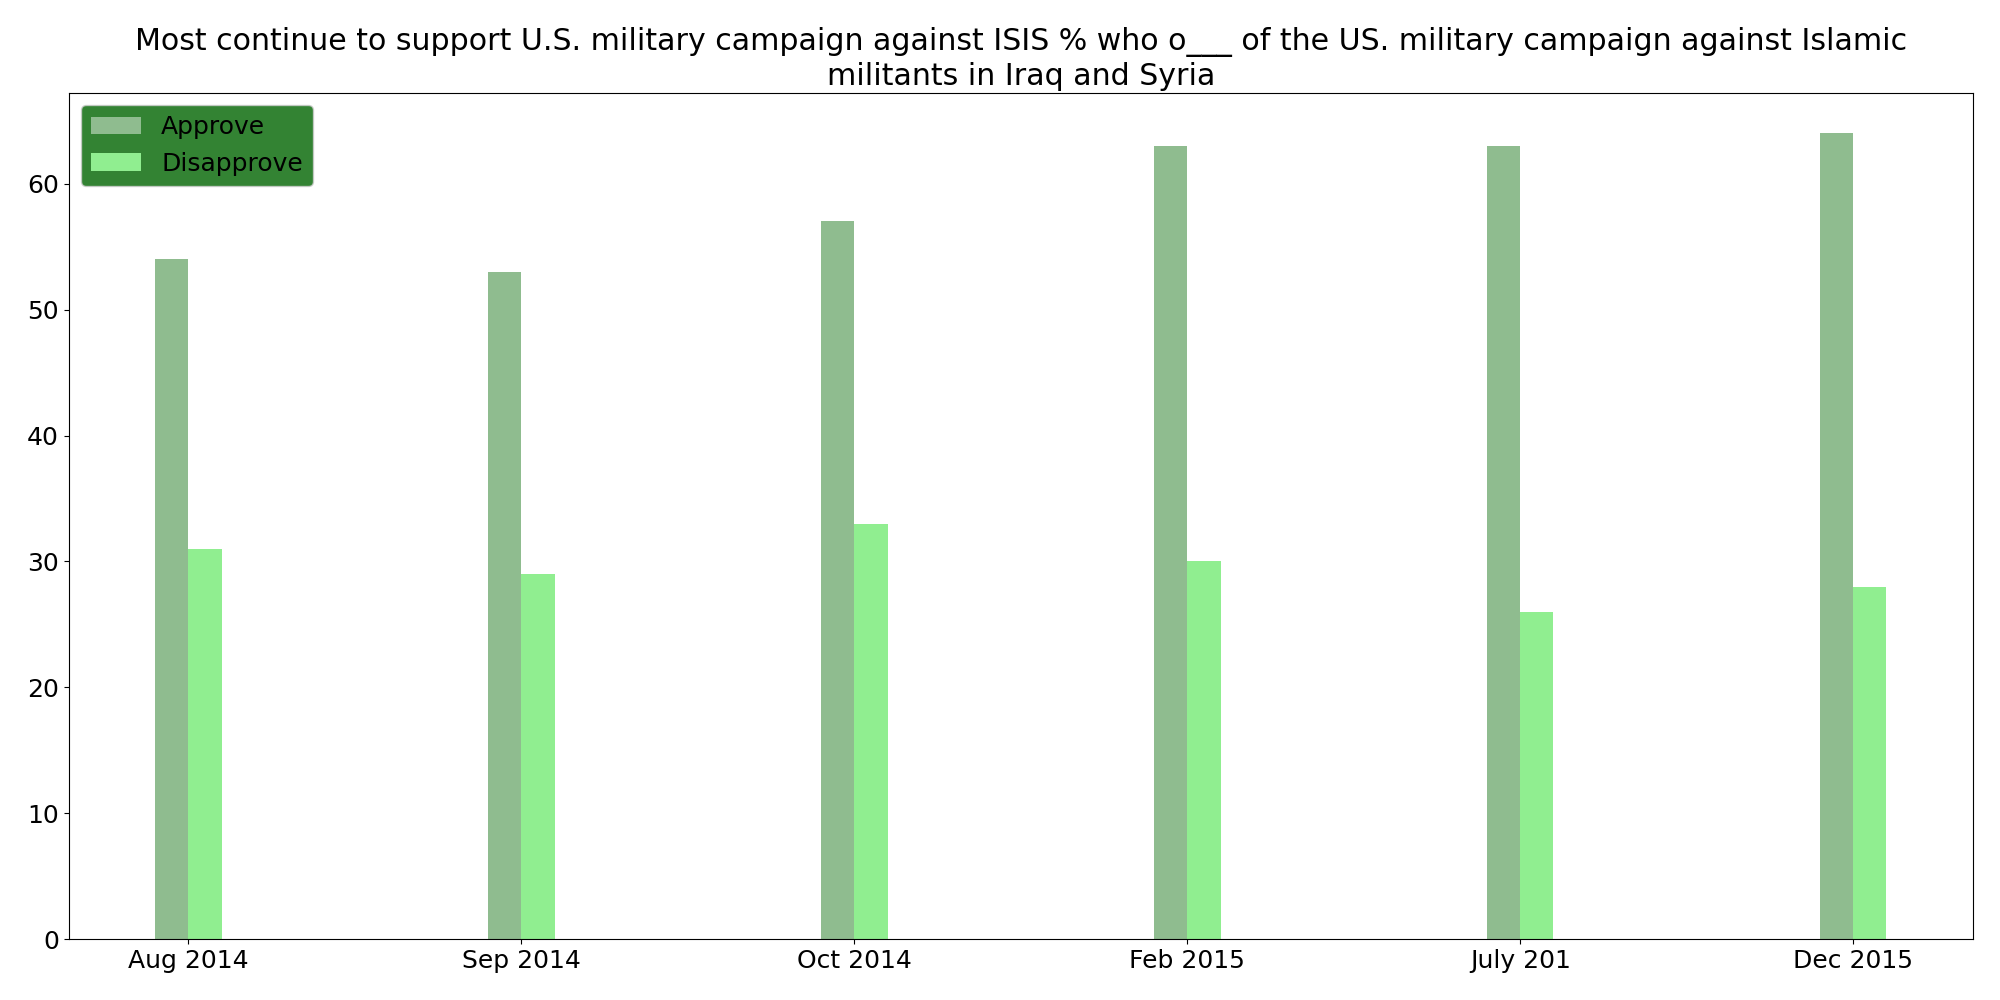 Most continue to support U.S. military campaign against ISIS % who o___ of the US. military campaign against Islamic
militants in Iraq and Syria
Approve
Disapprove
60
50
40
30
20
10
0
Aug 2014 Sep 2014 Oct 2014 Feb 2015 July 201 Dec 2015